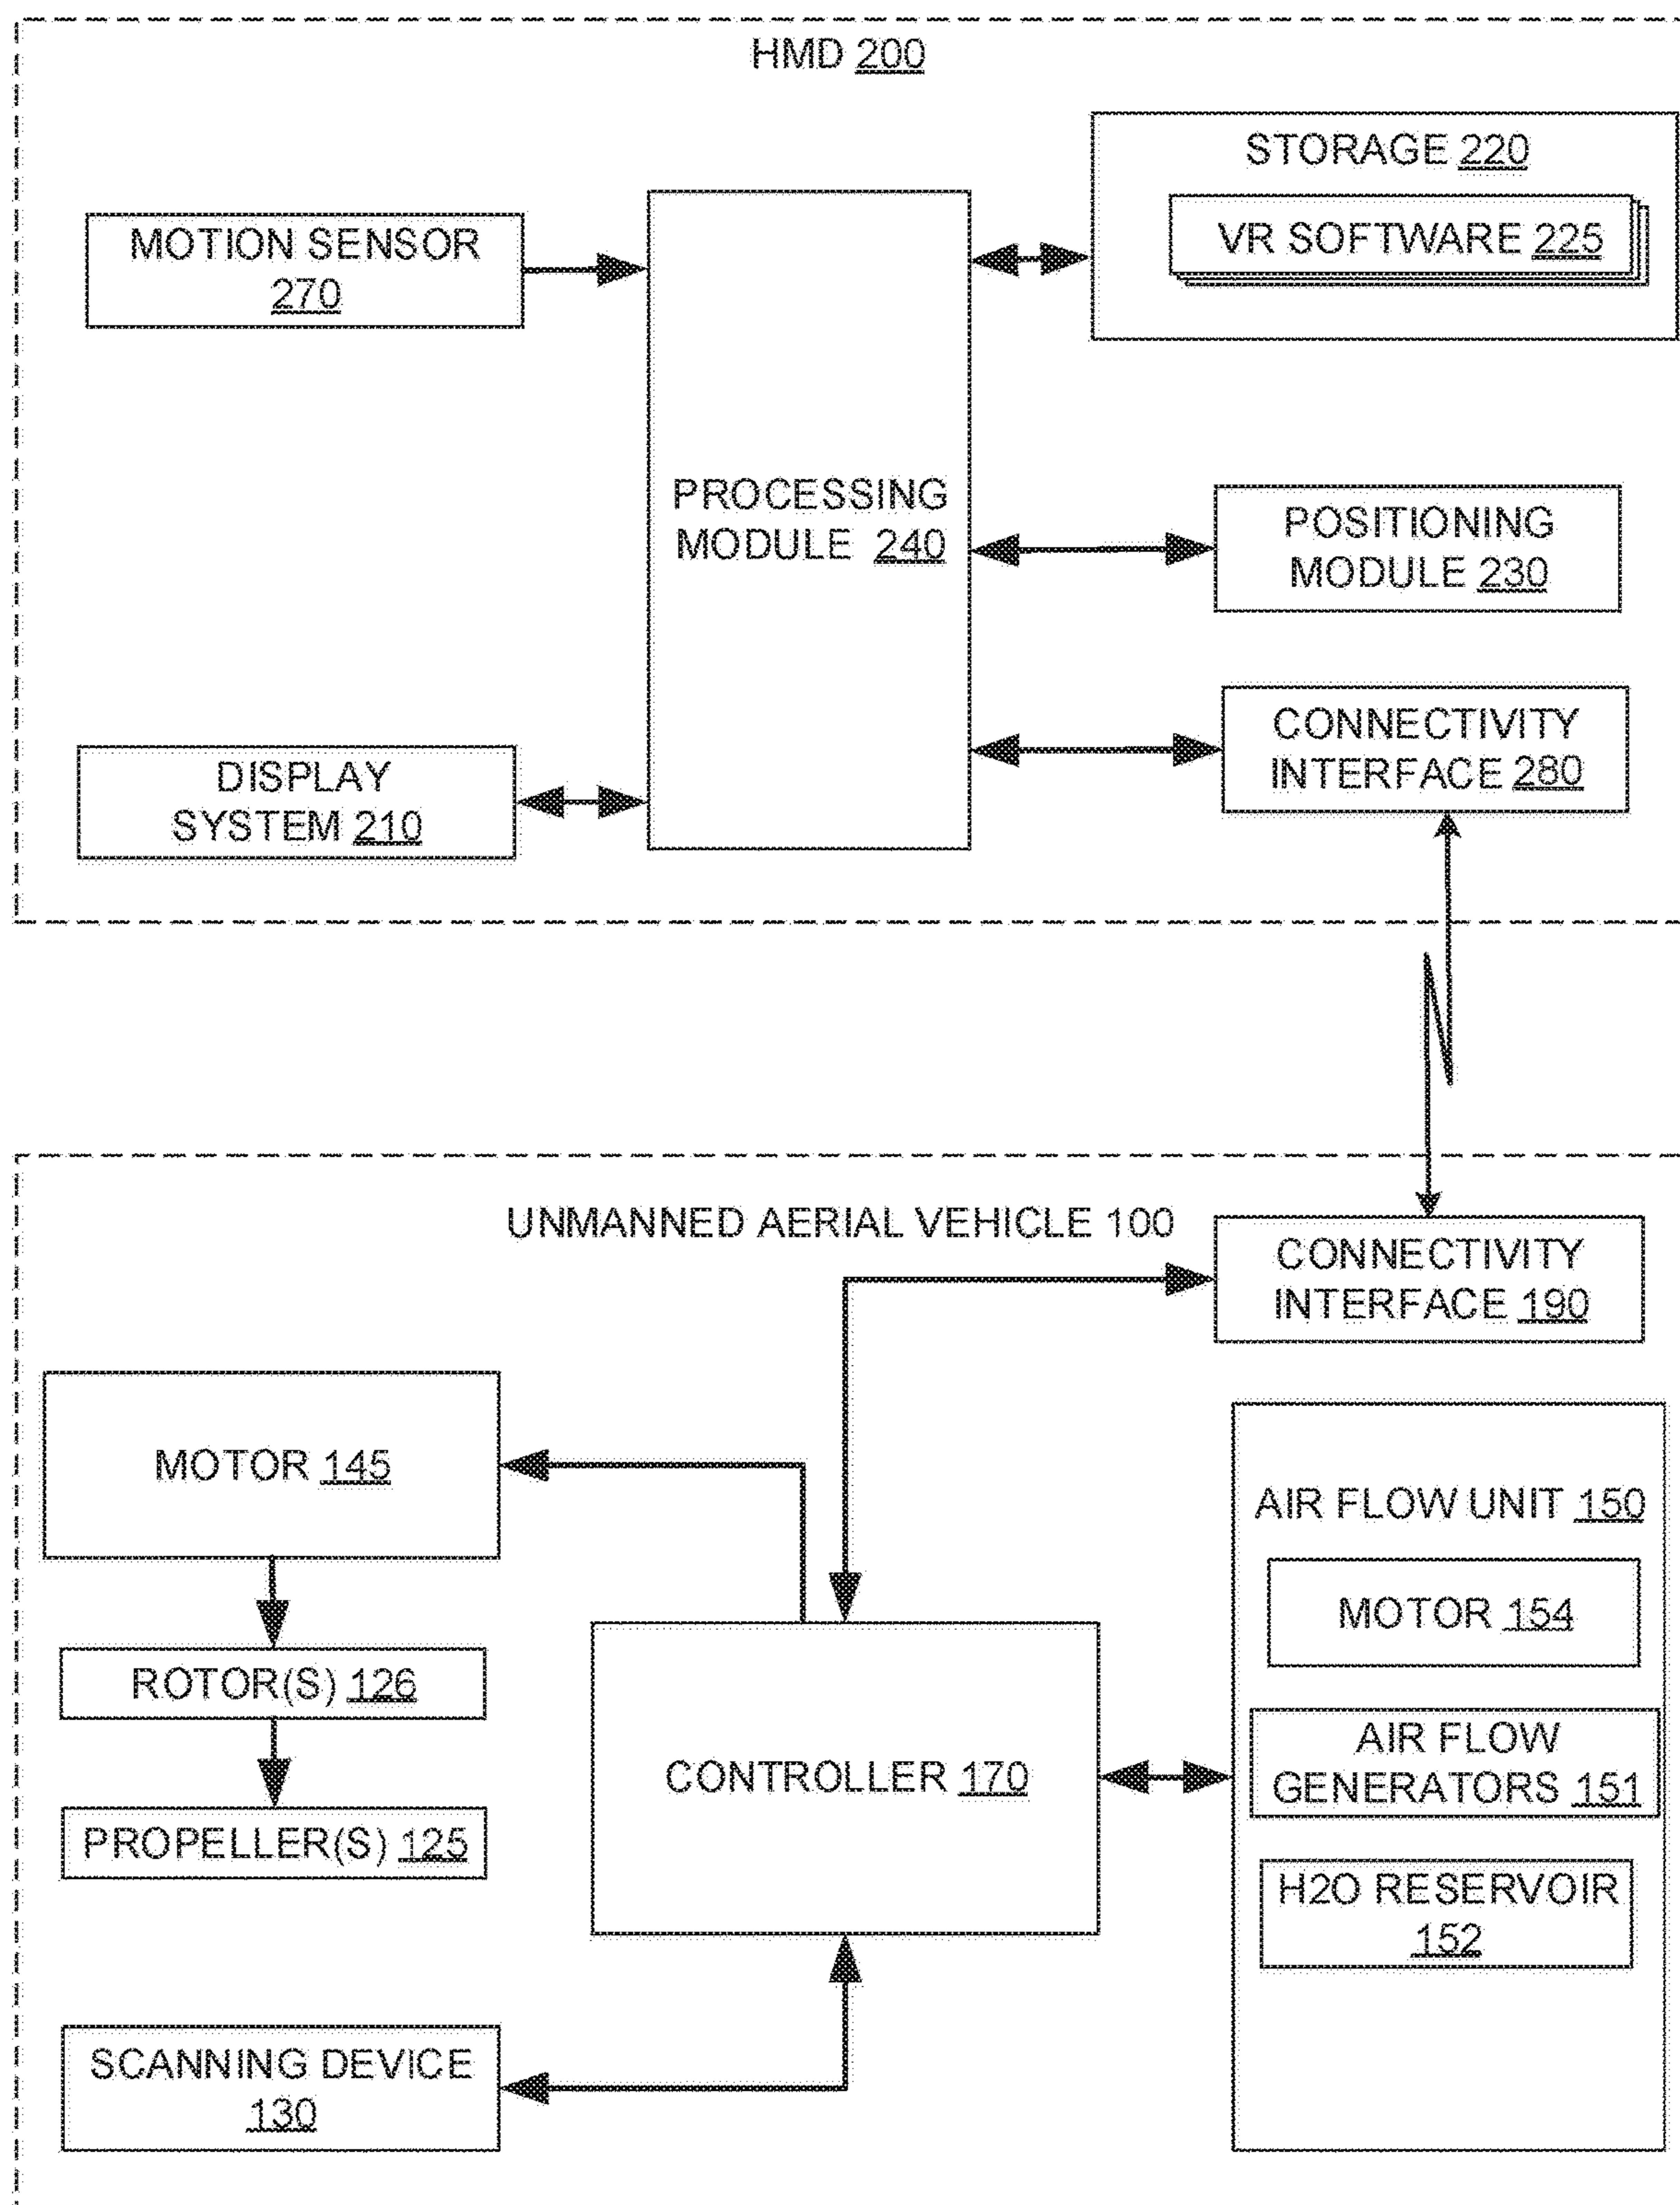 HMD 200
STORAGE 220
VR SOFTWARE 225
MOTION SENSOR
270
PROCESSING
MODULE 240
POSITIONING
MODULE 230
CONNECTIVITY
INTERFACE 280
DISPLAY
SYSTEM 210
UNMANNED AERIAL VEHICLE 100
CONNECTIVITY
INTERFACE 190
MOTOR 145
AIR FLOW UNIT 150
MOTOR 154
ROTOR(S) 126
AIR FLOW
GENERATORS 151
CONTROLLER 170
PROPELLER(S) 125
H2O RESERVOIR
152
SCANNING DEVICE
130